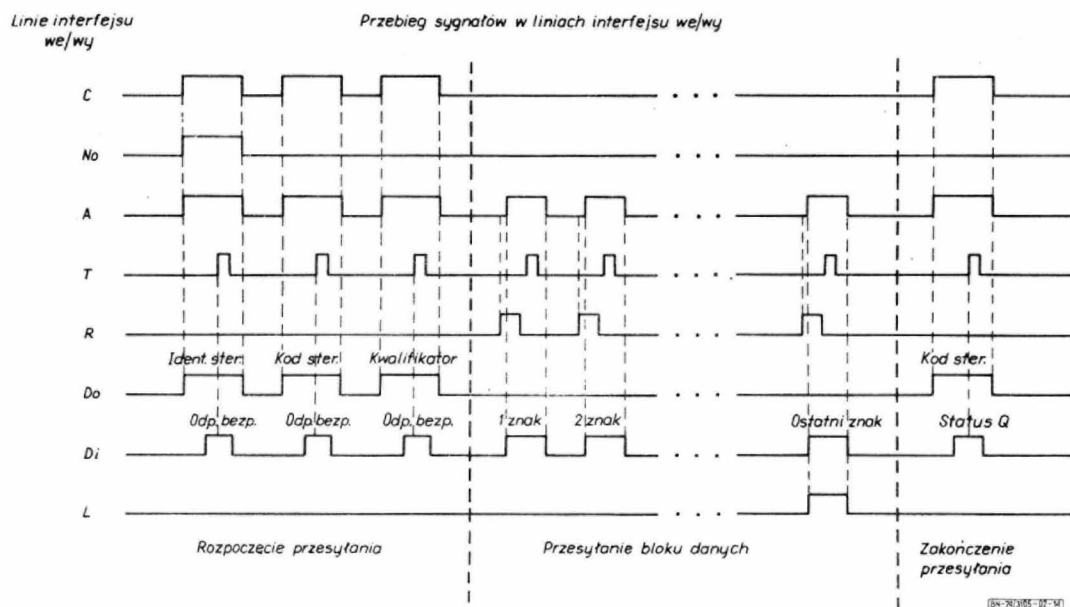 Linie interfejsu
we/wy
Przebieg sygnałów w liniach interfejsu we/wy
C
No
A
T
R
Ident. ster. Kod ster. Kwalifikator Kod ster.
Do
Odp. bezp. Odp. bezp. Odp. bezp. 1 znak 2 znak Ostatni znak Status Q
Di
L
Rozpoczęcie przesyłania
Przesyłanie bloku danych
Zakończenie
przesyłania